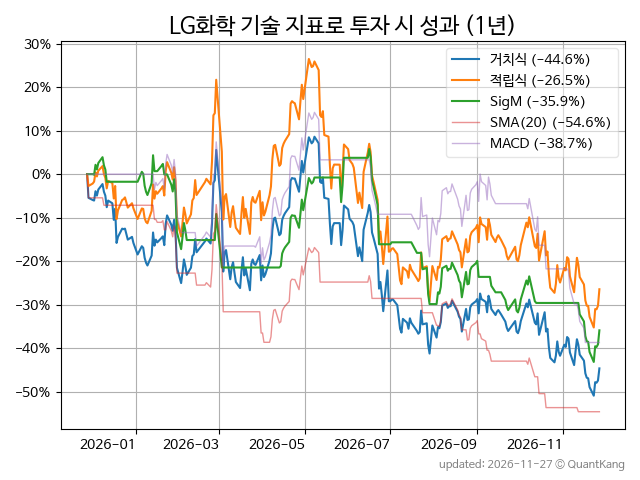 LG화학 기술 지표로 투자 시 성과 (1년)
30%
20%
10%
0%
−10%
−20%
−30%
−40%
−50%
거치식 (−44.6%)
적립식 (−26.5%)
SigM (−35.9%)
SMA(20) (−54.6%)
MACD (−38.7%)
2026-01
2026-03
2026-05
2026-07
2026-09
2026-11
updated: 2026-11-27 © QuantKang